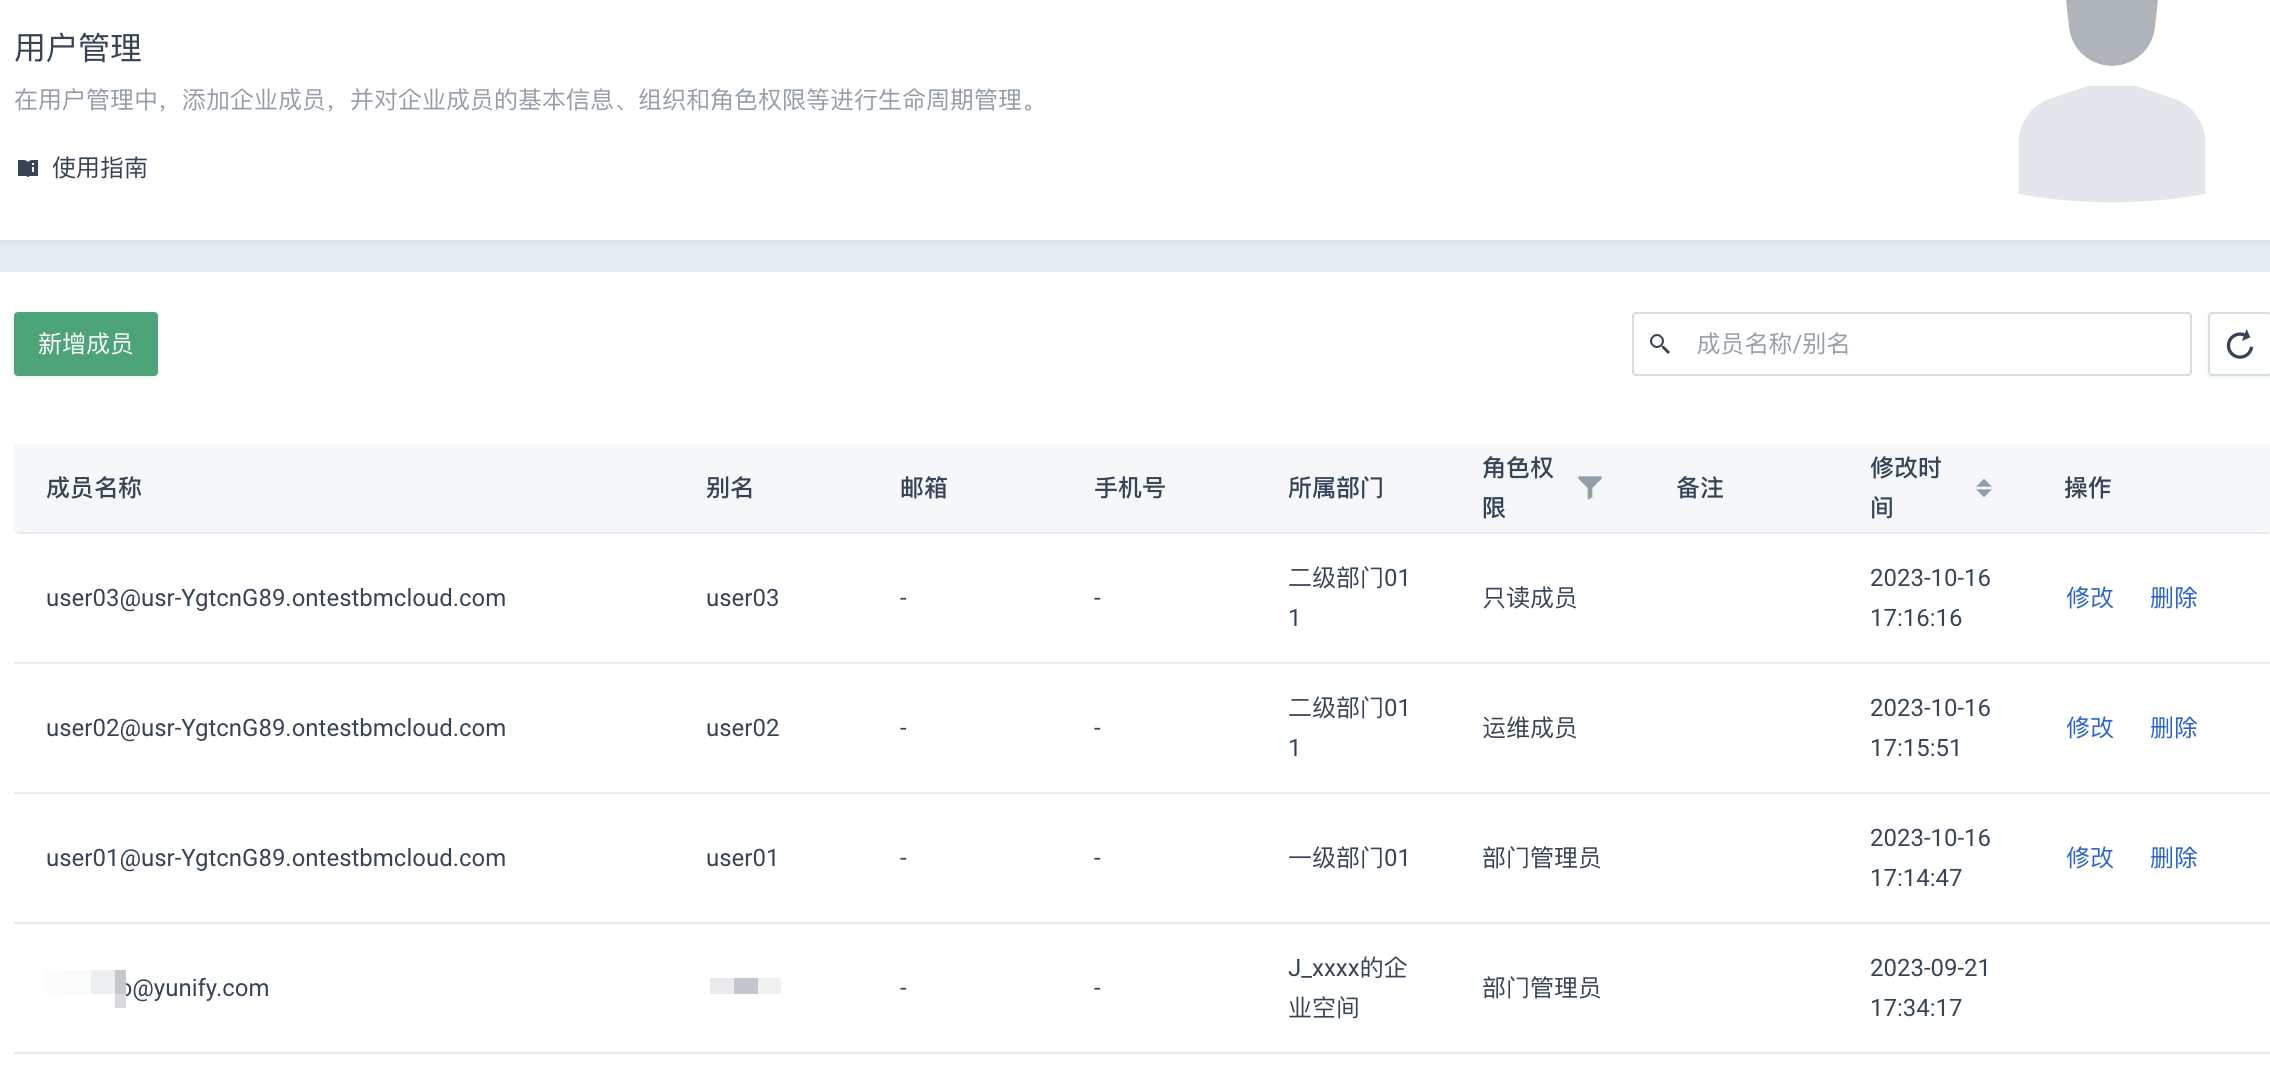 用户管理
在用户管理中，添加企业成员，并对企业成员的基本信息、组织和角色权限等进行生命周期管理。
使用指南
新增成员
成员名称/别名
成员名称 别名 邮箱 手机号 所属部门 角色权限 备注 修改时间 操作
user03@usr-YgtcnG89.ontestbmcloud.com user03 - - 二级部门011 只读成员 2023-10-16 17:16:16 修改 删除
user02@usr-YgtcnG89.ontestbmcloud.com user02 - - 二级部门011 运维成员 2023-10-16 17:15:51 修改 删除
user01@usr-YgtcnG89.ontestbmcloud.com user01 - - 一级部门01 部门管理员 2023-10-16 17:14:47 修改 删除
@yunify.com - - J_xxxx的企业空间 部门管理员 2023-09-21 17:34:17